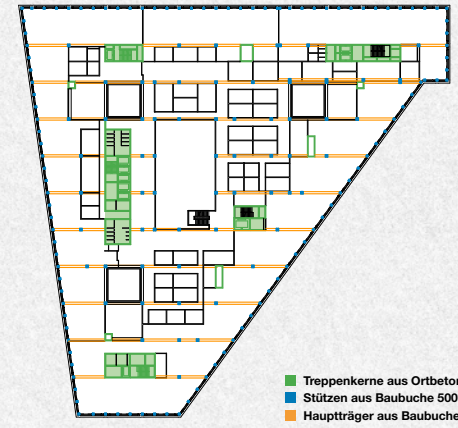 Treppenkerne aus Ortbeton
Stützen aus Baubuche 500
Hauptträger aus Baubuche